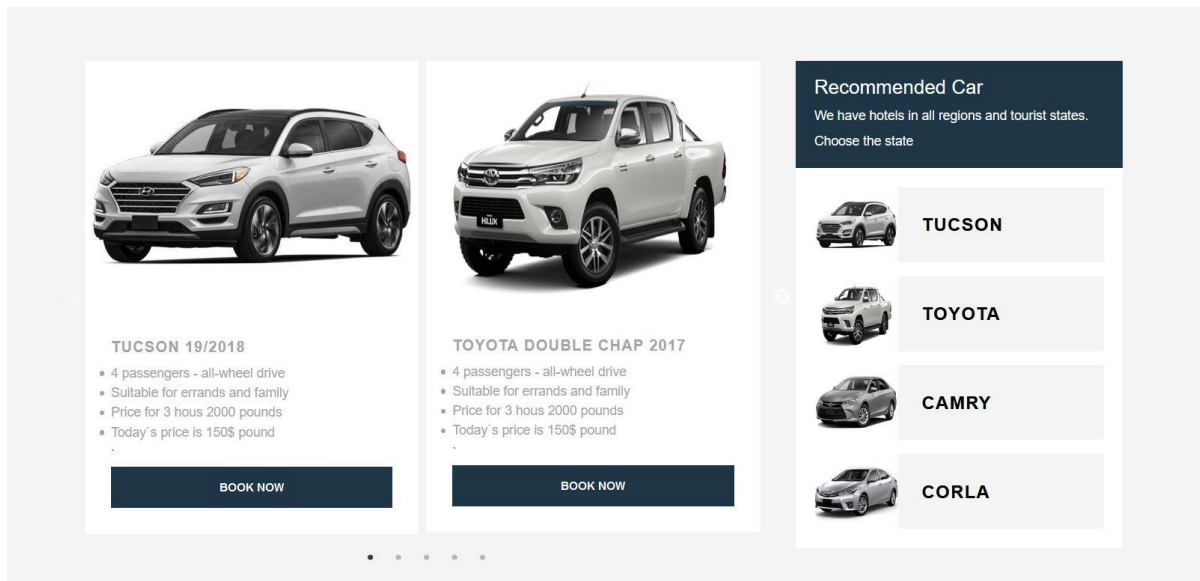 TUCSON 19/2018
4 passengers - all-wheel drive
Suitable for errands and family
Price for 3 hous 2000 pounds
Today`s price is 150$ pound
BOOK NOW
HILUX
TOYOTA DOUBLE CHAP 2017
4 passengers - all-wheel drive
Suitable for errands and family
Price for 3 hous 2000 pounds
Today`s price is 150$ pound
`
BOOK NOW
Recommended Car
We have hotels in all regions and tourist states.
Choose the state
TUCSON
TOYOTA
CAMRY
CORLA